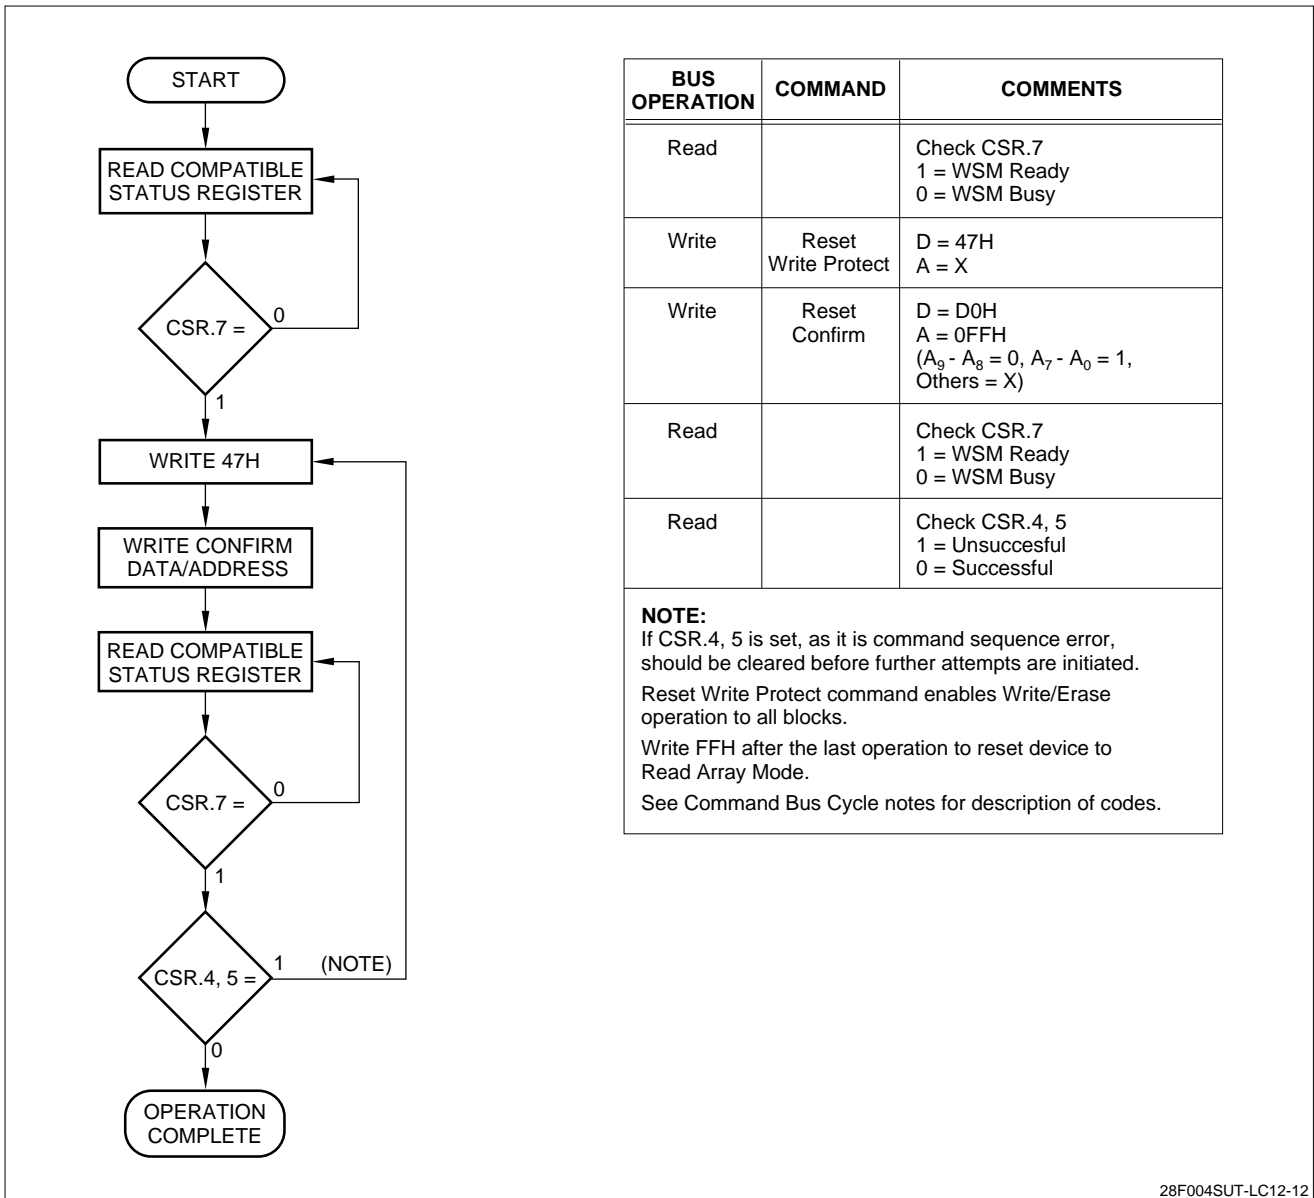 START
READ COMPATIBLE
STATUS REGISTER
CSR.7 =
0
1
WRITE 47H
WRITE CONFIRM
DATA/ADDRESS
READ COMPATIBLE
STATUS REGISTER
CSR.7 =
0
1
CSR.4, 5 =
1 (NOTE)
0
OPERATION
COMPLETE
BUS
OPERATION
COMMAND
COMMENTS
Read
Check CSR.7
1 = WSM Ready
0 = WSM Busy
Write
Reset
Write Protect
D = 47H
A = X
Write
Reset
Confirm
D = D0H
A = 0FFH
(A9 - A8 = 0, A7 - A0 = 1,
Others = X)
Read
Check CSR.7
1 = WSM Ready
0 = WSM Busy
Read
Check CSR.4, 5
1 = Unsuccesful
0 = Successful
NOTE:
If CSR.4, 5 is set, as it is command sequence error,
should be cleared before further attempts are initiated.
Reset Write Protect command enables Write/Erase
operation to all blocks.
Write FFH after the last operation to reset device to
Read Array Mode.
See Command Bus Cycle notes for description of codes.
28F004SUT-LC12-12